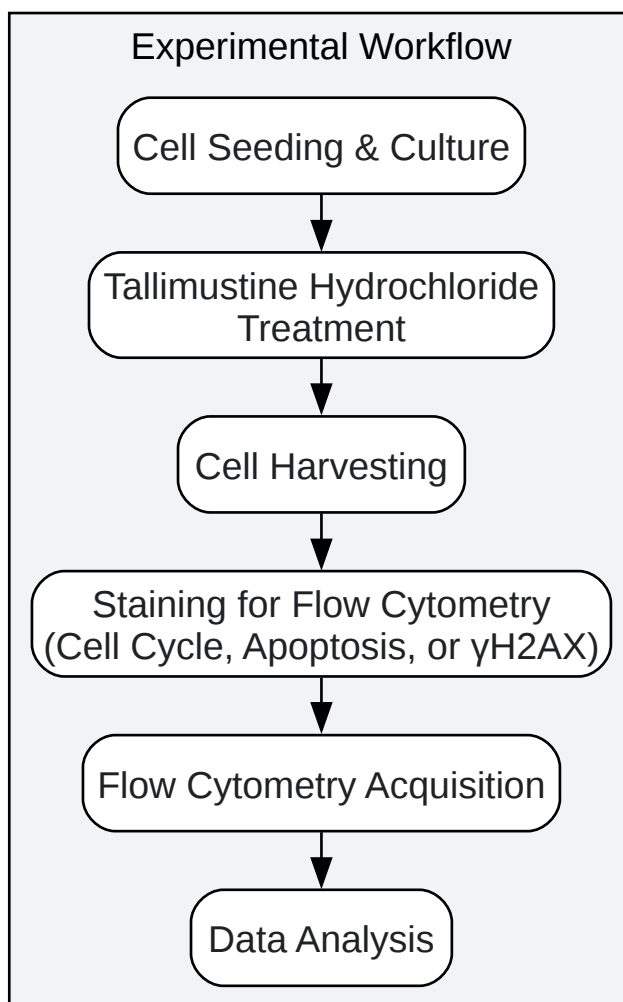 Experimental Workflow
Cell Seeding & Culture
Tallimustine Hydrochloride
Treatment
Cell Harvesting
Staining for Flow Cytometry
(Cell Cycle, Apoptosis, or γH2AX)
Flow Cytometry Acquisition
Data Analysis